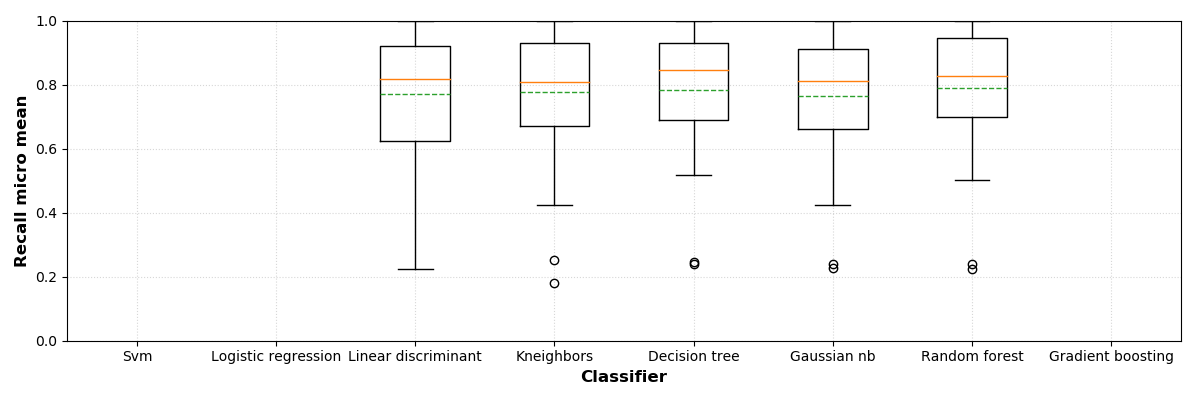 Recall micro mean
1.0
0.8
0.6
0.4
0.2
0.0
Svm Logistic regression Linear discriminant Kneighbors Decision tree Gaussian nb Random forest Gradient boosting
Classifier